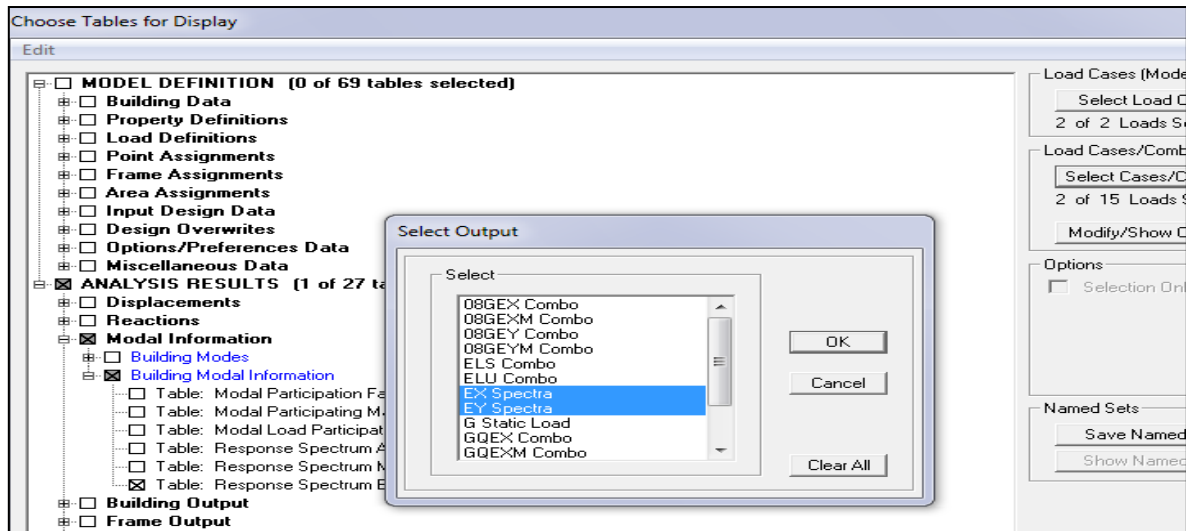 Choose Tables for Display
Edit
MODEL DEFINITION (0 of 69 tables selected)
Building Data
Property Definitions
Load Definitions
Point Assignments
Frame Assignments
Area Assignments
Input Design Data
Design Overwrites
Options/Preferences Data
Miscellaneous Data
ANALYSIS RESULTS (1 of 27 ta
Displacements
Reactions
Modal Information
Building Modes
Building Modal Information
Table: Modal Participation Fa
Table: Modal Participating M
Table: Modal Load Participat
Table: Response Spectrum A
Table: Response Spectrum M
Table: Response Spectrum B
Building Output
Frame Output
Select Output
Select
08GEX Combo
08GEXM Combo
08GEY Combo
08GEYM Combo
ELS Combo
ELU Combo
EX Spectra
EY Spectra
G Static Load
GQEX Combo
GQEXM Combo
OK
Cancel
Clear All
Load Cases (Mode
Select Load C
2 of 2 Loads S
Load Cases/Comb
Select Cases/C
2 of 15 Loads S
Modify/Show O
Options
Selection Onl
Named Sets
Save Named
Show Named